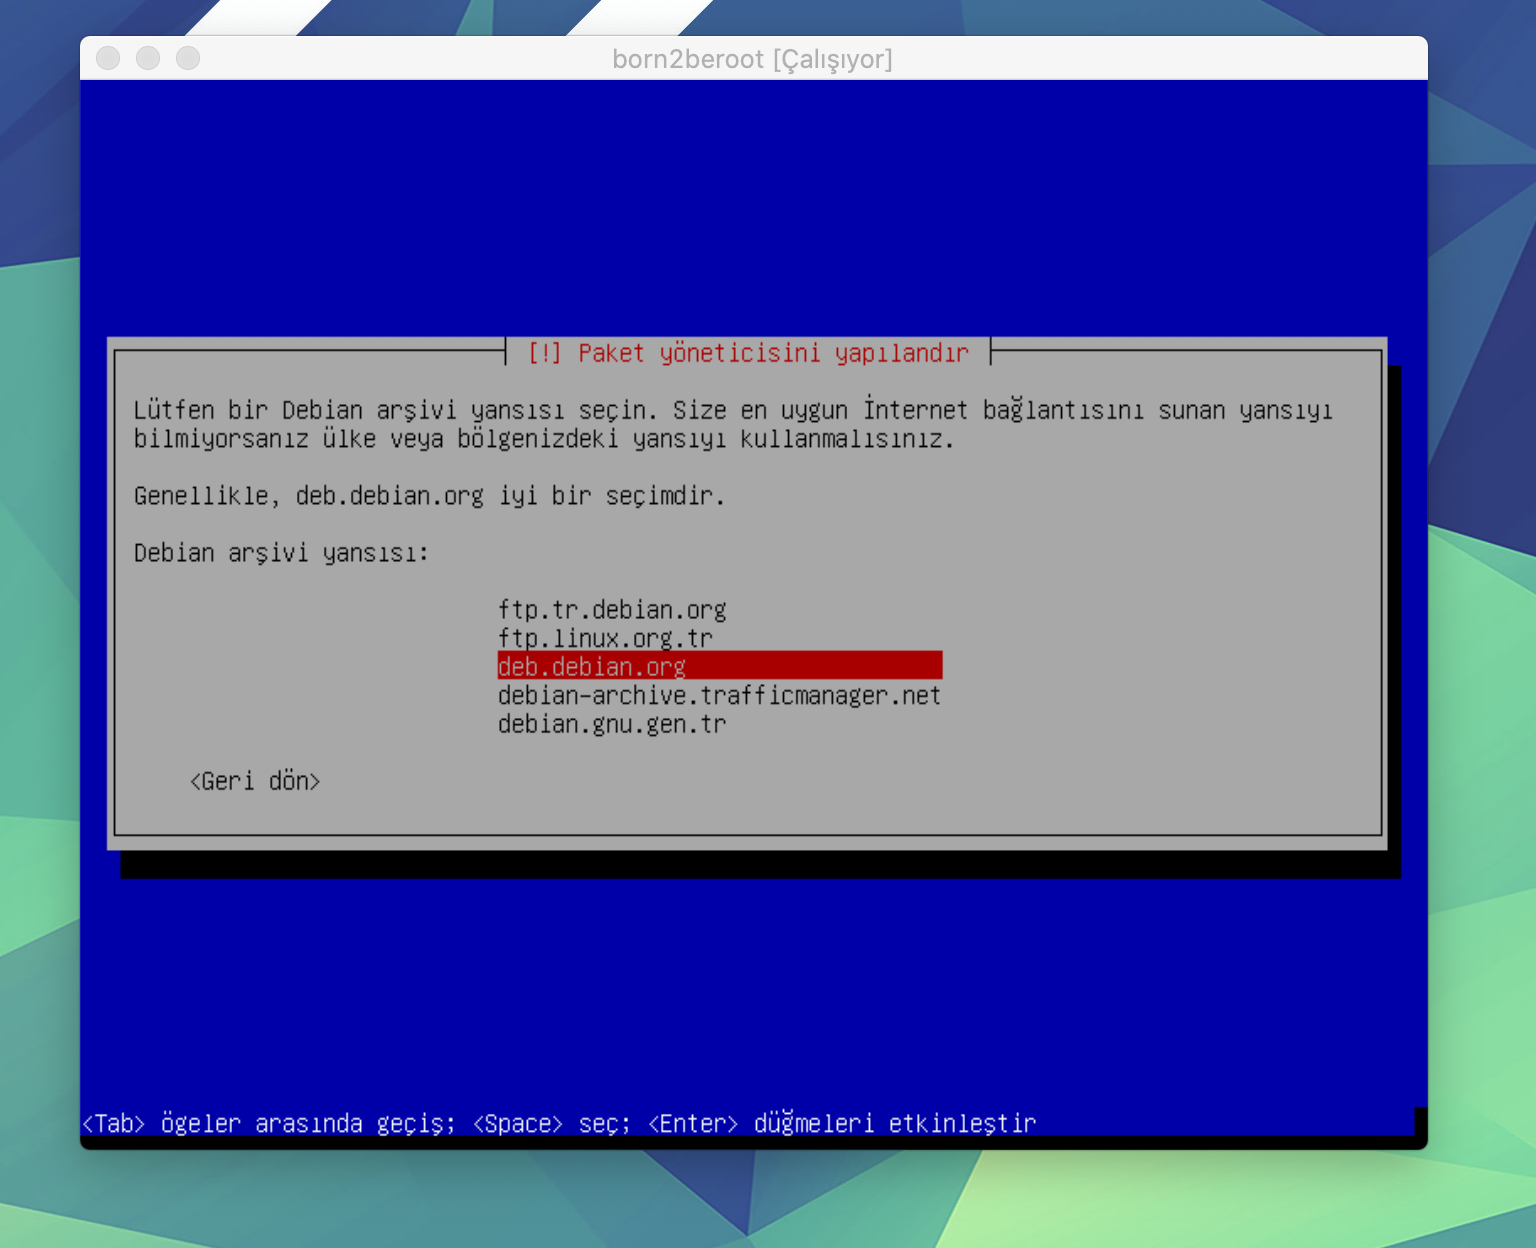 born2beroot [Çalışıyor]
[!] Paket yöneticisini yapılandır
Lütfen bir Debian arşivi yansısı seçin. Size en uygun İnternet bağlantısını sunan yansıyı
bilmiyorsanız ülke veya bölgenizdeki yansıyı kullanmalısınız.
Genellikle, deb.debian.org iyi bir seçimdir.
Debian arşivi yansısı:
ftp.tr.debian.org
ftp.linux.org.tr
deb.debian.org
debian-archive.trafficmanager.net
debian.gnu.gen.tr
<Geri dön>
<Tab> ögeler arasında geçiş; <Space> seç; <Enter> düğmeleri etkinleştir